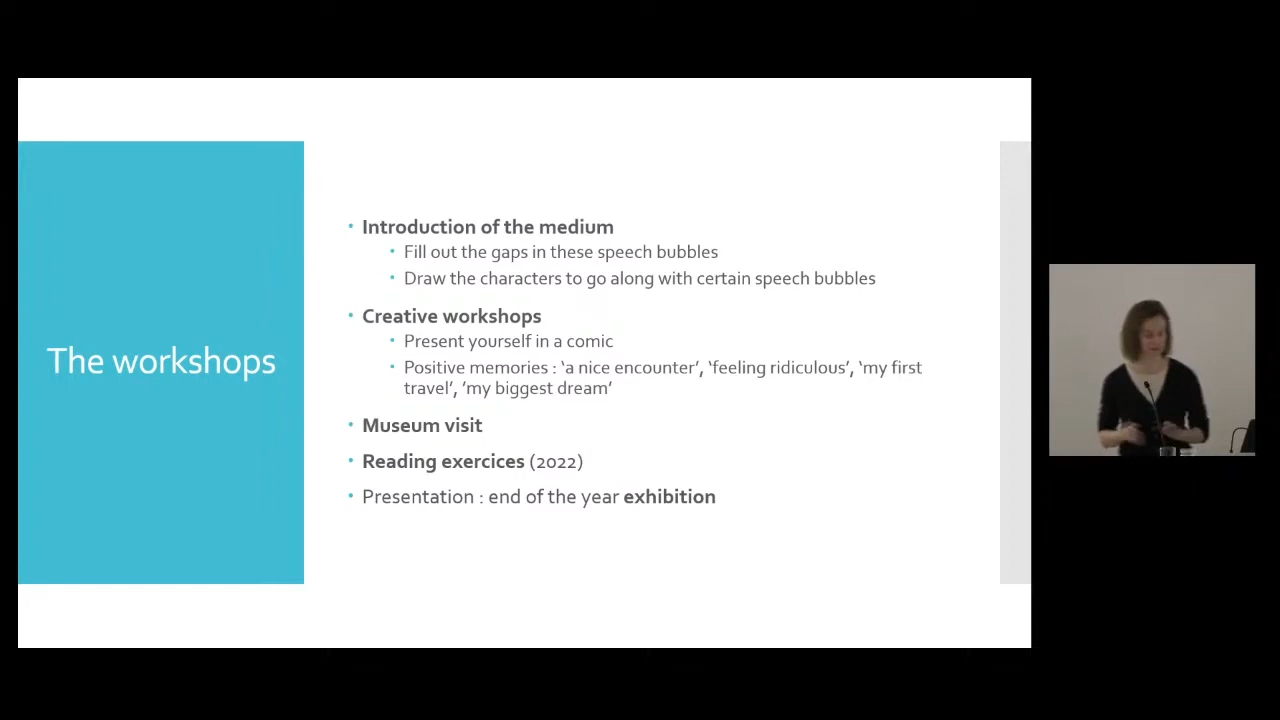 The workshops
• Introduction of the medium
• Fill out the gaps in these speech bubbles
• Draw the characters to go along with certain speech bubbles
• Creative workshops
• Present yourself in a comic
• Positive memories : ‘a nice encounter’, ‘feeling ridiculous’, ‘my first
travel’, ‘my biggest dream’
• Museum visit
• Reading exercices (2022)
• Presentation : end of the year exhibition